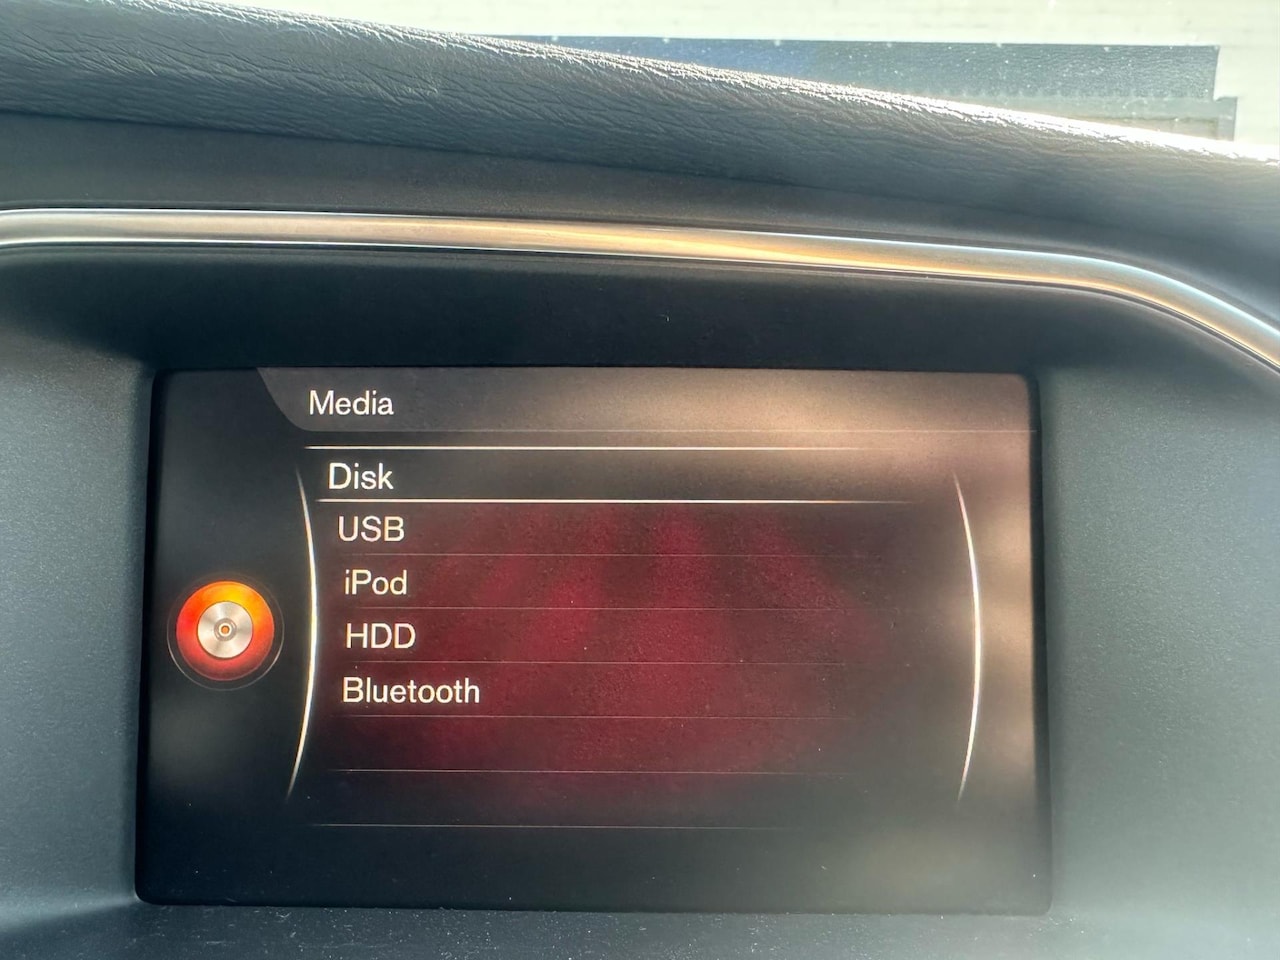 Media
Disk
USB
iPod
HDD
Bluetooth